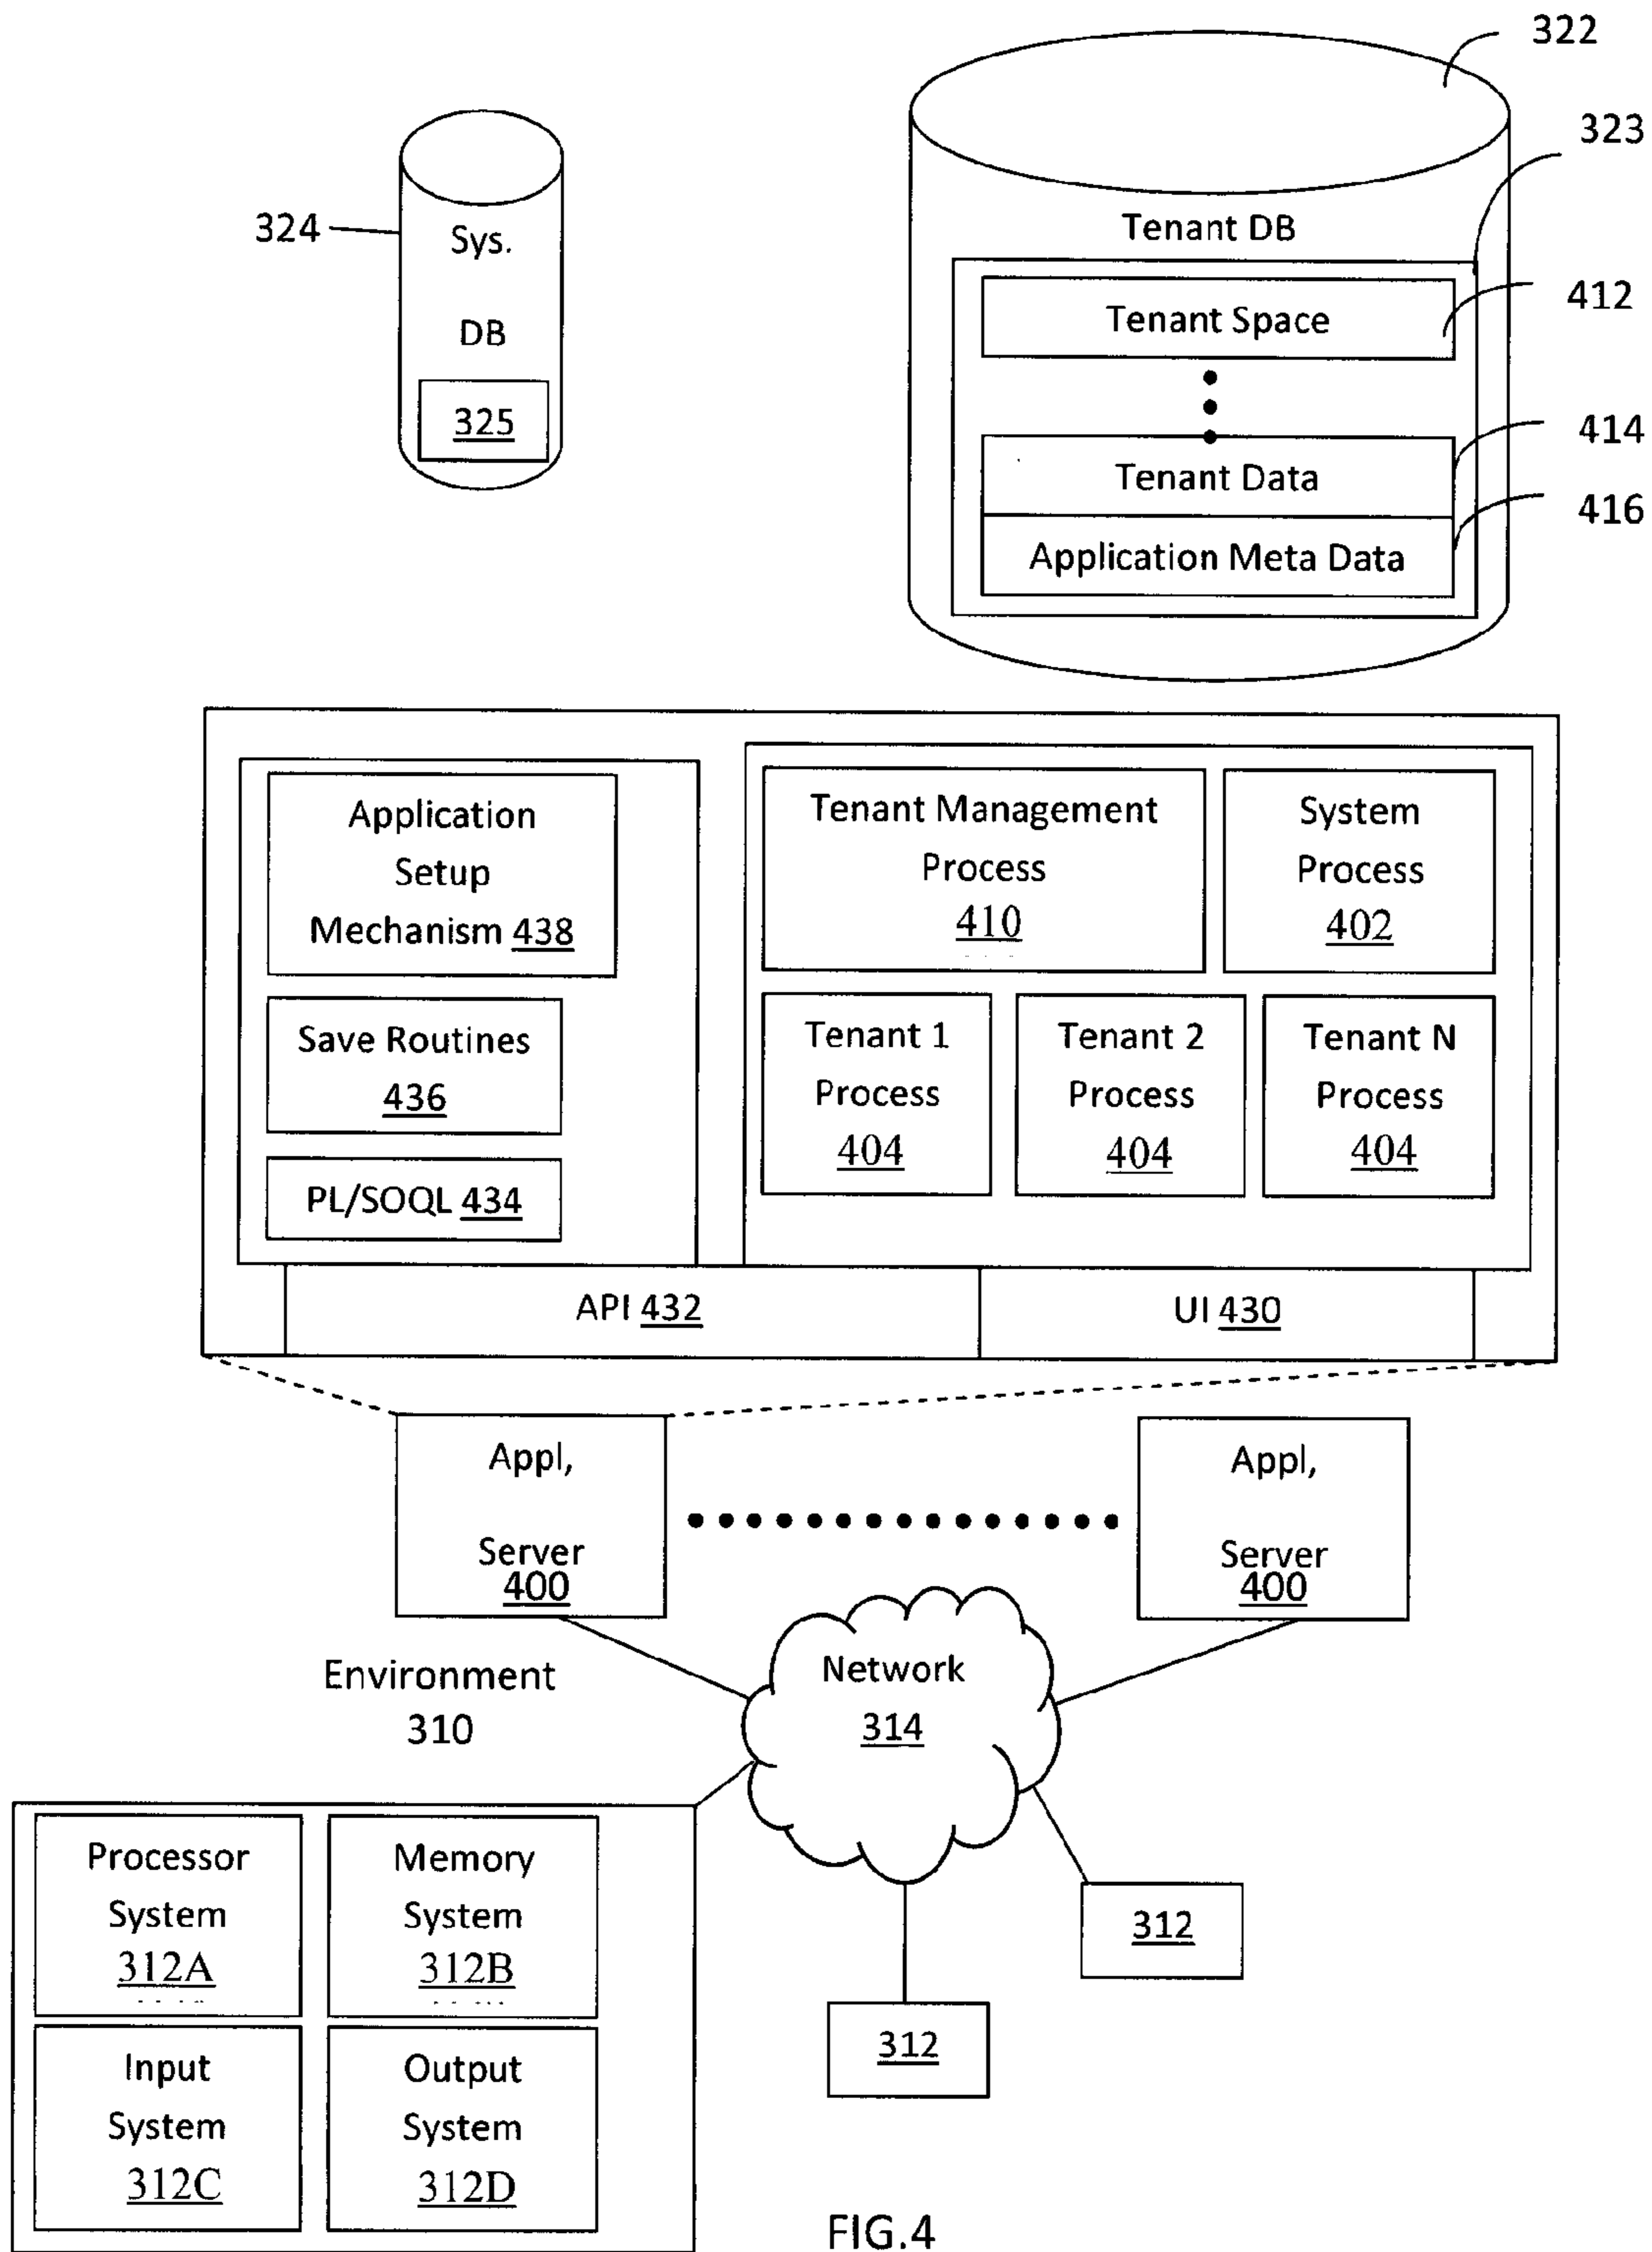 322
323
324
Sys.
DB
325
Tenant DB
Tenant Space
412
414
Tenant Data
416
Application Meta Data
Application
Setup
Mechanism 438
Save Routines
436
PL/SOQL 434
Tenant Management
Process
410
System
Process
402
Tenant 1
Process
404
Tenant 2
Process
404
Tenant N
Process
404
API 432
UI 430
Appl,
Server
400
Appl,
Server
400
Environment
310
Network
314
Processor
System
312A
Memory
System
312B
Input
System
312C
Output
System
312D
312
312
FIG.4